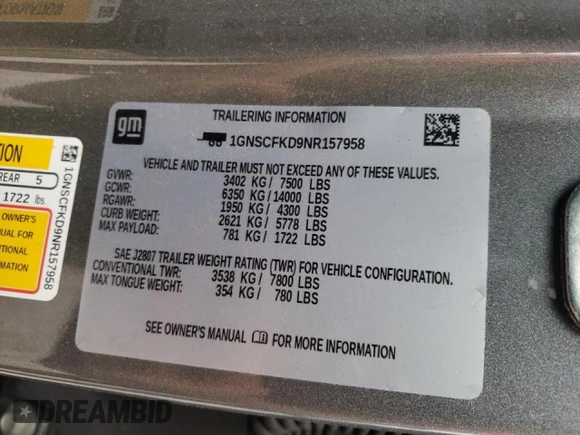 gm
TRAILERING INFORMATION
1GNSCFKD9NR157958
VEHICLE AND TRAILER MUST NOT EXCEED ANY OF THESE VALUES.
GVWR: 3402 KG / 7500 LBS
GCWR: 6350 KG / 14000 LBS
RGAWR: 1950 KG / 4300 LBS
CURB WEIGHT: 2621 KG / 5778 LBS
MAX PAYLOAD: 781 KG / 1722 LBS
SAE J2807 TRAILER WEIGHT RATING (TWR) FOR VEHICLE CONFIGURATION.
CONVENTIONAL TWR: 3538 KG / 7800 LBS
MAX TONGUE WEIGHT: 354 KG / 780 LBS
SEE OWNER'S MANUAL FOR MORE INFORMATION
TION
REAR 5
1722 lbs.
OWNER'S
UAL FOR
TIONAL
RMATION
1GNSCFKD9NR157958
DREAMBID